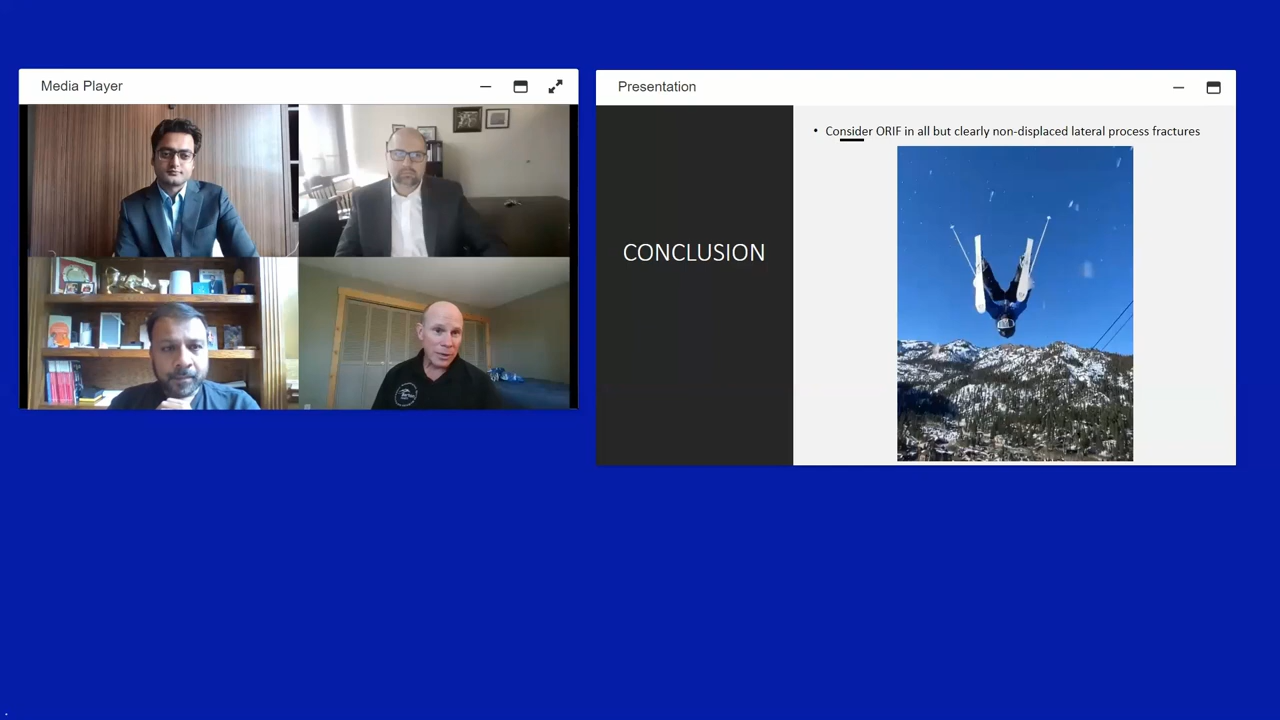 Media Player
Presentation
CONCLUSION
• Consider ORIF in all but clearly non-displaced lateral process fractures